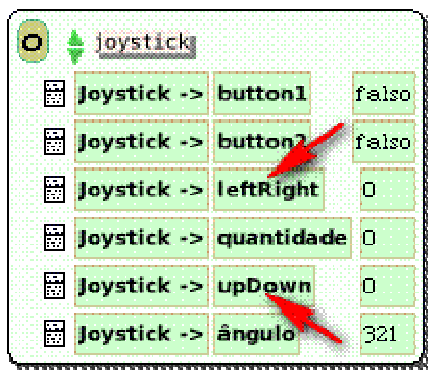 joystick
Joystick -> button1 falso
Joystick -> button2 falso
Joystick -> leftRight 0
Joystick -> quantidade 0
Joystick -> upDown 0
Joystick -> ângulo 321